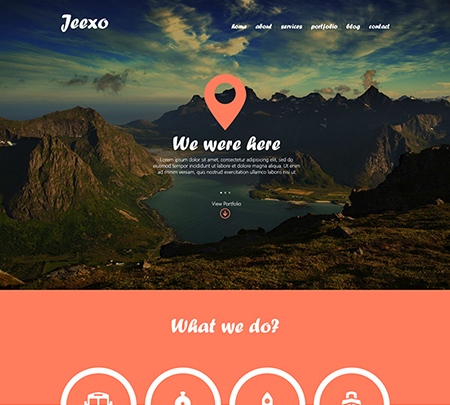 Jeexo
home about services portfolio blog contact
We were here
Lorem ipsum dolor sit amet, consectetur adipisicing elit, sed do
eiusmod tempor incididunt ut labore et dolore magna aliqua. Ut enim
ad minim veniam, quis nostrud exercitation ullamco laboris nisi ut
View Portfolio
What we do?